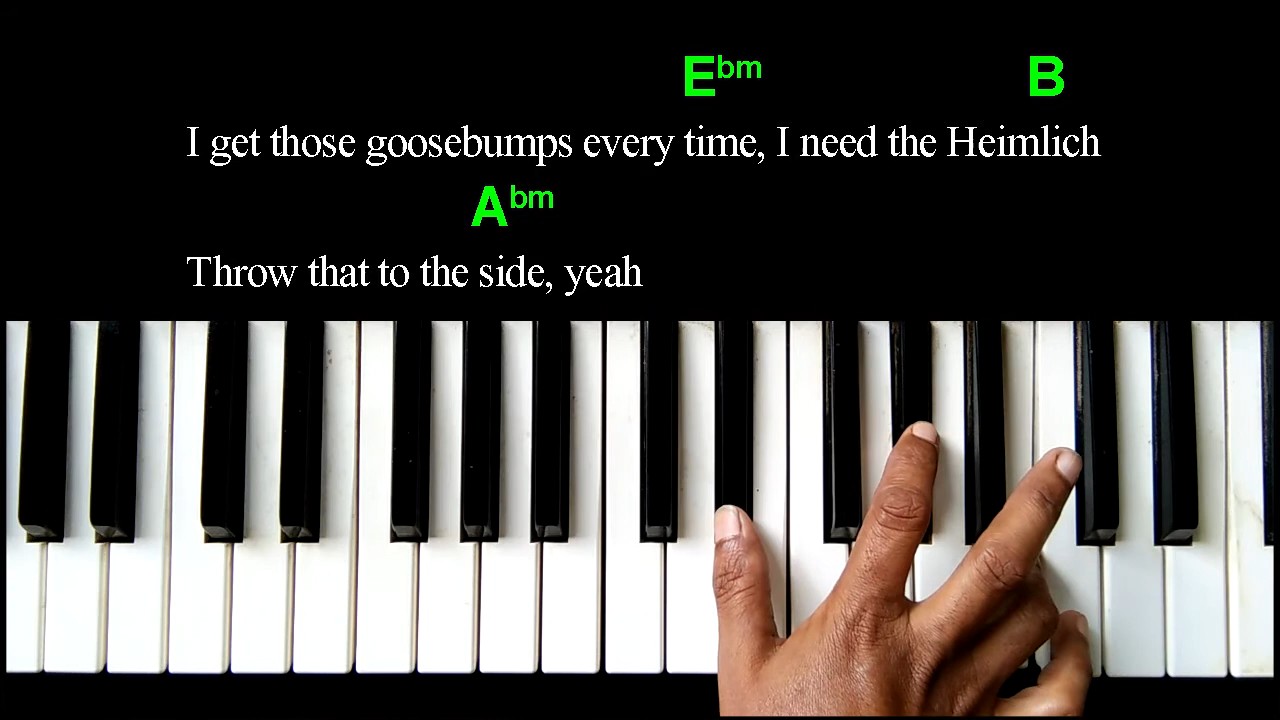 Ebm B
I get those goosebumps every time, I need the Heimlich
Abm
Throw that to the side, yeah